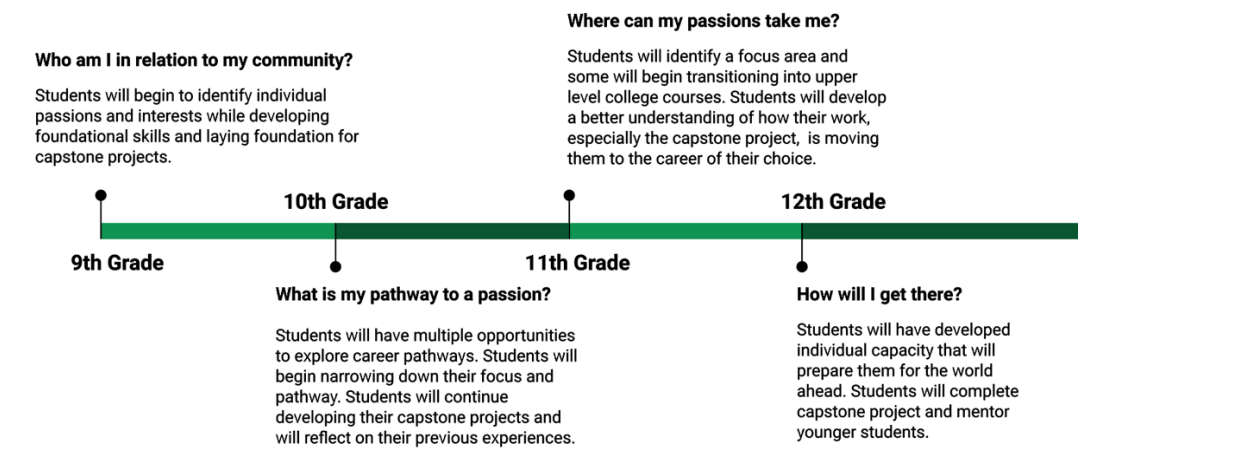 Who am I in relation to my community?
Students will begin to identify individual
passions and interests while developing
foundational skills and laying foundation for
capstone projects.
9th Grade
10th Grade
What is my pathway to a passion?
Students will have multiple opportunities
to explore career pathways. Students will
begin narrowing down their focus and
pathway. Students will continue
developing their capstone projects and
will reflect on their previous experiences.
Where can my passions take me?
Students will identify a focus area and
some will begin transitioning into upper
level college courses. Students will develop
a better understanding of how their work,
especially the capstone project, is moving
them to the career of their choice.
11th Grade
12th Grade
How will I get there?
Students will have developed
individual capacity that will
prepare them for the world
ahead. Students will complete
capstone project and mentor
younger students.